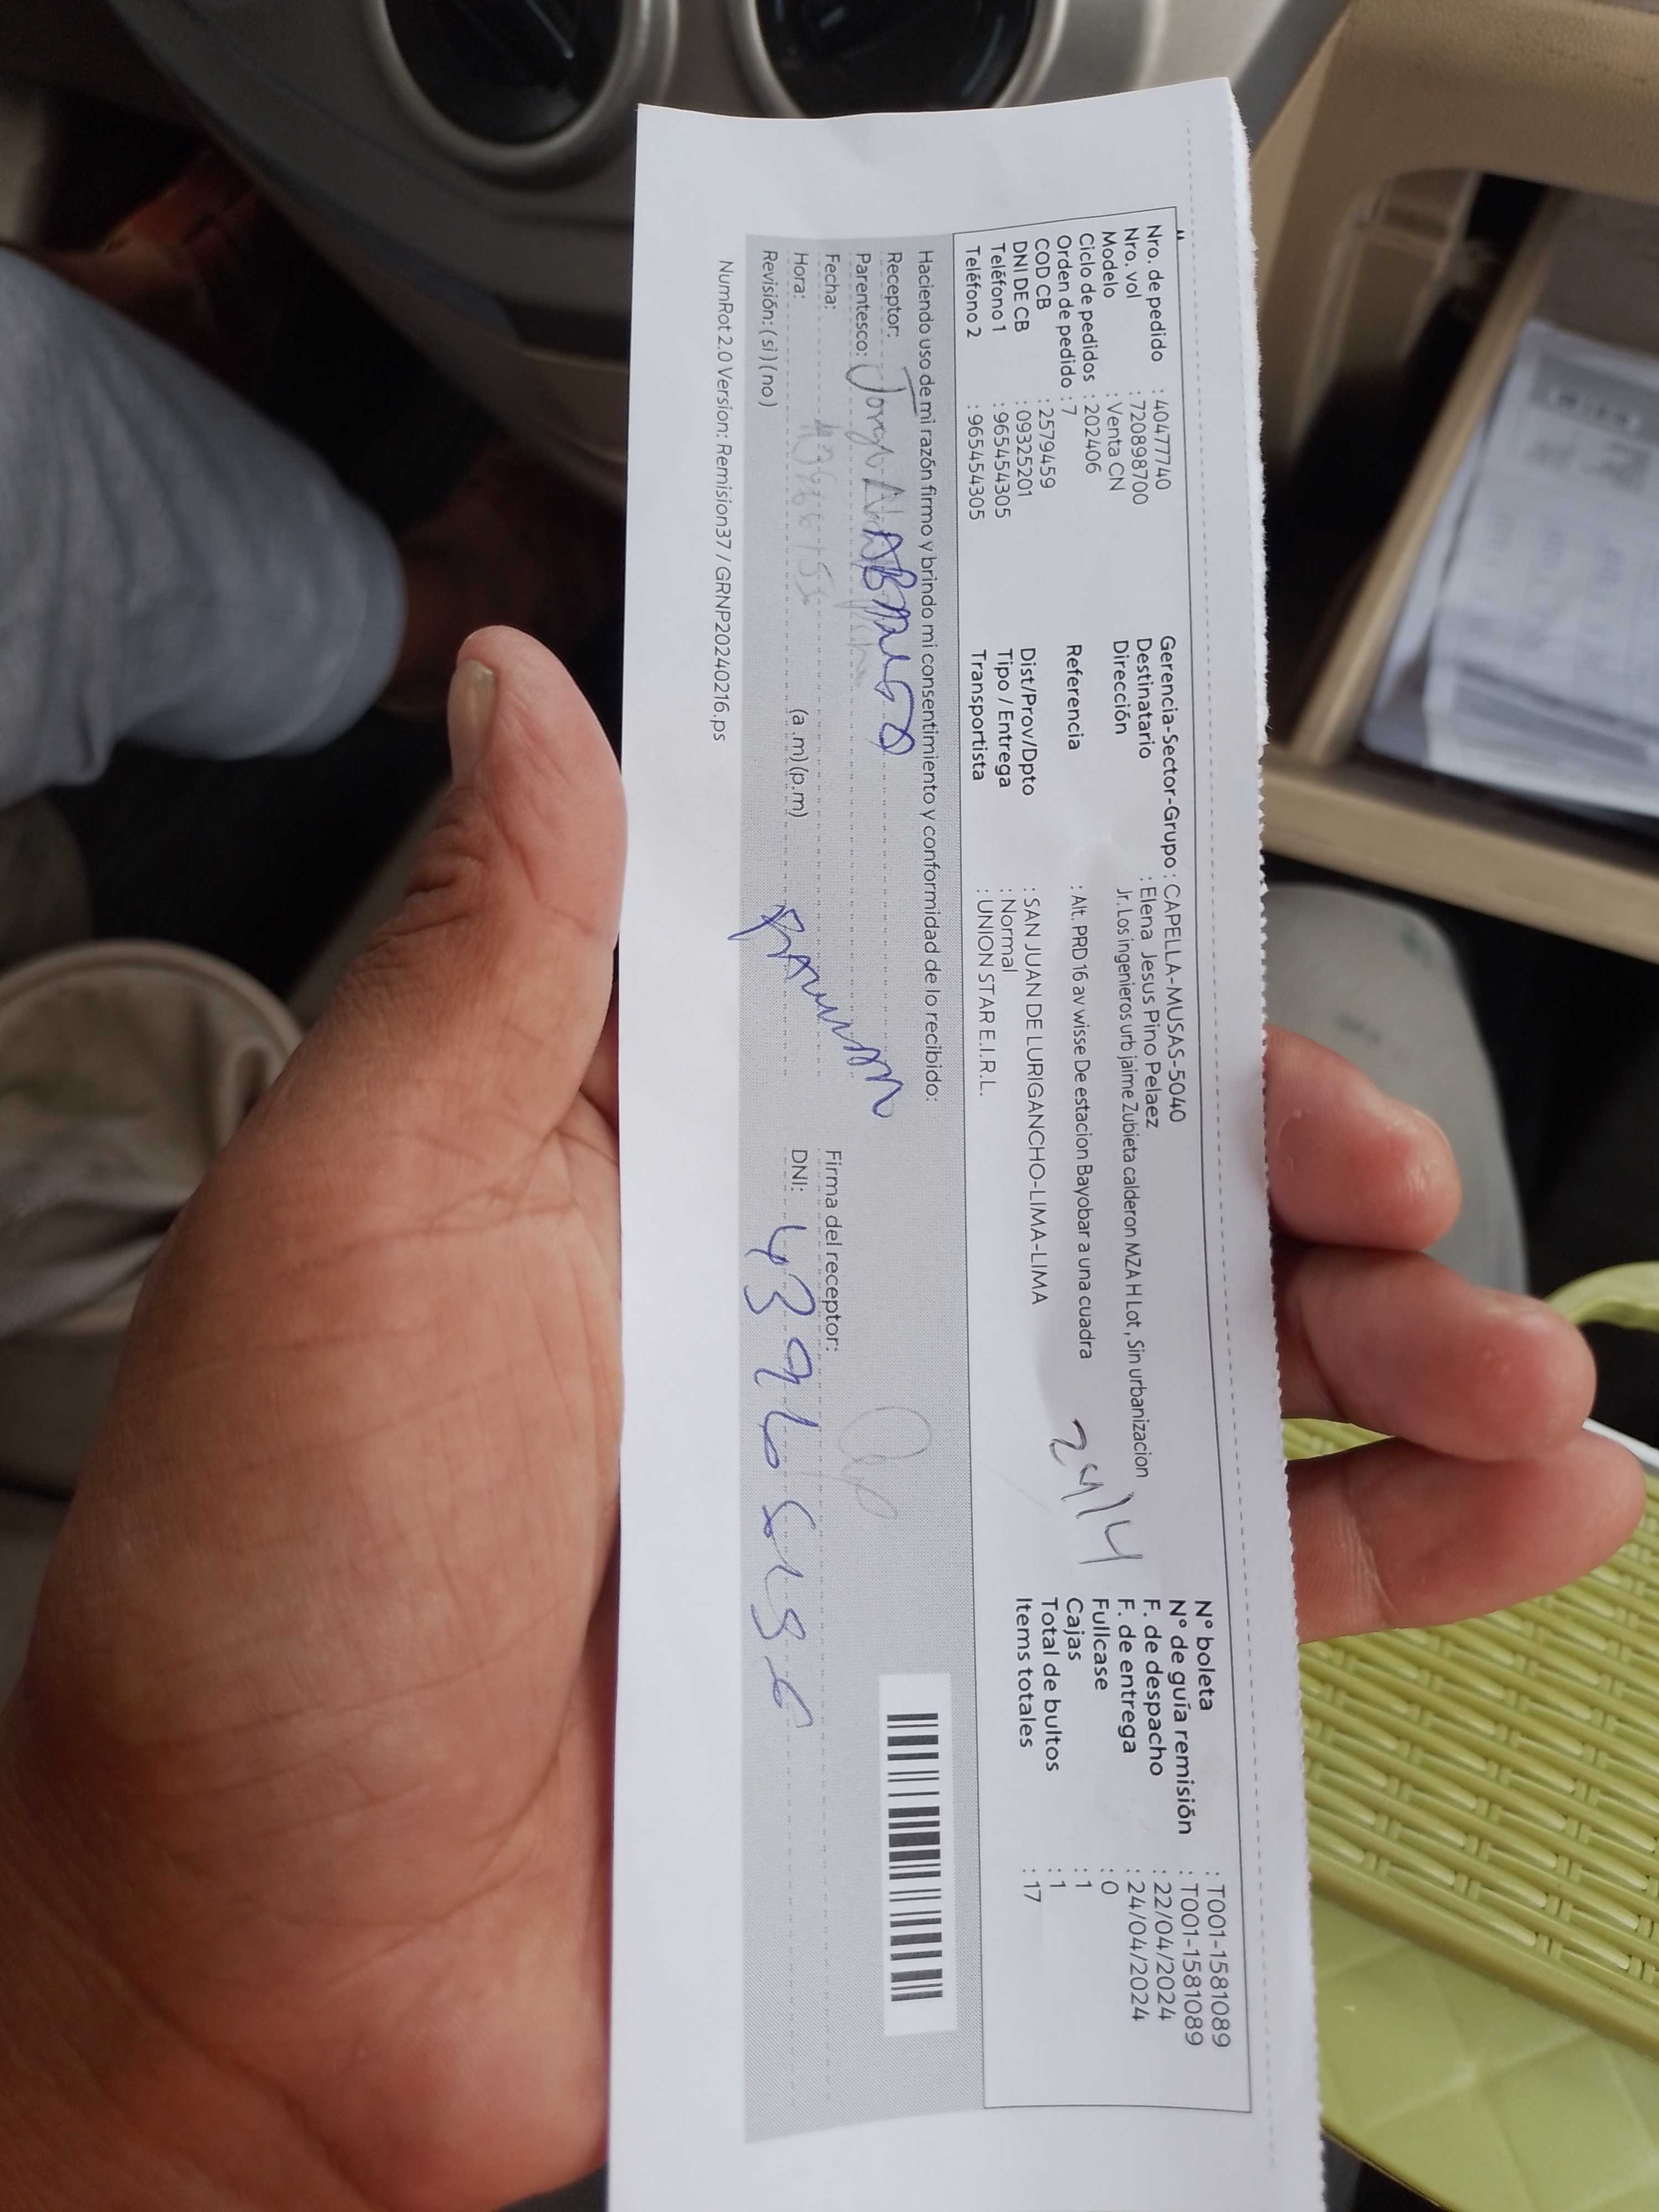 Nro. de pedido : 40477740
Nro. vol : 720898700
Modelo : Venta CN
Ciclo de pedidos : 202406
Orden de pedido : 7
COD CB : 2579459
DNI DE CB : 09325201
Teléfono 1 : 965454305
Teléfono 2 : 965454305
Gerencia-Sector-Grupo : CAPELLA-MUSAS-5040
Destinatario : Elena Jesus Pino Pelaez
Dirección Jr. Los ingenieros urb jaime Zubieta calderon MZA H Lot , Sin urbanizacion
Referencia : Alt. PRD 16 av wisse De estacion Bayobar a una cuadra
Dist/Prov/Dpto : SAN JUAN DE LURIGANCHO-LIMA-LIMA
Tipo / Entrega : Normal
Transportista : UNION STAR E.I.R.L.
24/4
N° boleta : T001-1581089
N° de guía remisión : T001-1581089
F. de despacho : 22/04/2024
F. de entrega : 24/04/2024
Fullcase : 0
Cajas : 1
Total de bultos : 1
Items totales : 17
Haciendo uso de mi razón firmo y brindo mi consentimiento y conformidad de lo recibido:
Receptor:
Parentesco: Jorge
Fecha:
Hora: (a.m)(p.m)
Revisión: (si)(no)
Firma del receptor:
DNI:
NumRot 2.0 Version: Remision37 / GRNP20240216.ps